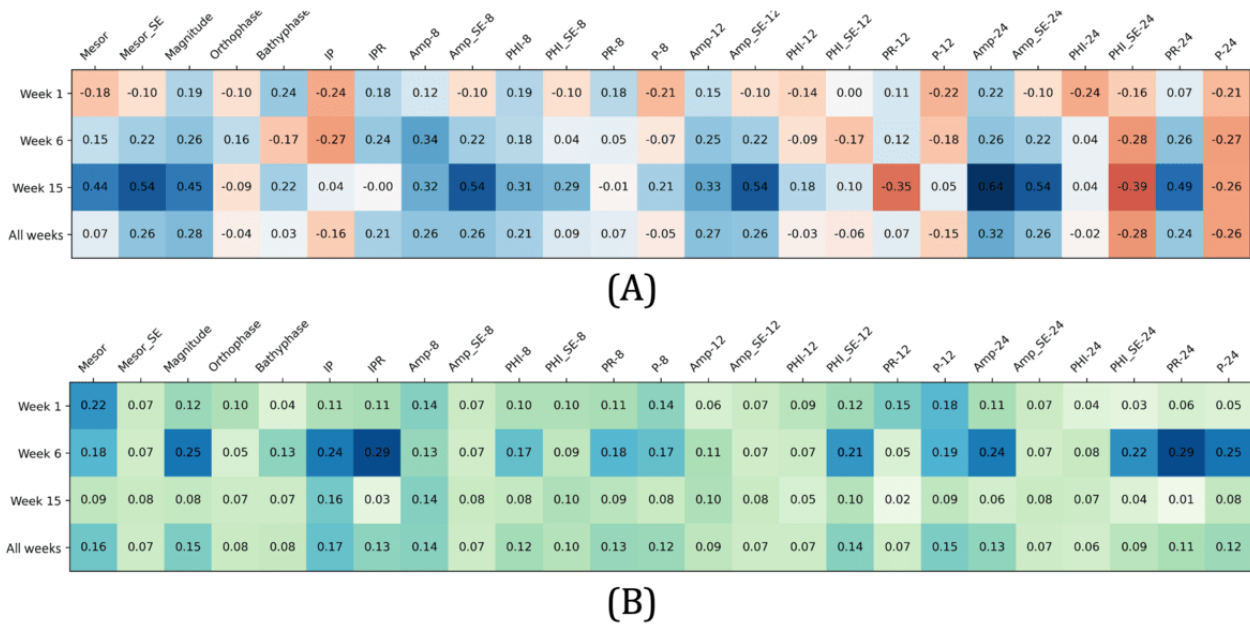 Mesor Mesor_SE Magnitude Orthophase Bathyphase IP IPR Amp-8 Amp_SE-8 PHI-8 PHI_SE-8 PR-8 P-8 Amp-12 Amp_SE-12 PHI-12 PHI_SE-12 PR-12 P-12 Amp-24 Amp_SE-24 PHI-24 PHI_SE-24 PR-24 P-24
Week 1 -0.18 -0.10 0.19 -0.10 0.24 -0.24 0.18 0.12 -0.10 0.19 -0.10 0.18 -0.21 0.15 -0.10 -0.14 0.00 0.11 -0.22 0.22 -0.10 -0.24 -0.16 0.07 -0.21
Week 6 0.15 0.22 0.26 0.16 -0.17 -0.27 0.24 0.34 0.22 0.18 0.04 0.05 -0.07 0.25 0.22 -0.09 -0.17 0.12 -0.18 0.26 0.22 0.04 -0.28 0.26 -0.27
Week 15 0.44 0.54 0.45 -0.09 0.22 0.04 -0.00 0.32 0.54 0.31 0.29 -0.01 0.21 0.33 0.54 0.18 0.10 -0.35 0.05 0.64 0.54 0.04 -0.39 0.49 -0.26
All weeks 0.07 0.26 0.28 -0.04 0.03 -0.16 0.21 0.26 0.26 0.21 0.09 0.07 -0.05 0.27 0.26 -0.03 -0.06 0.07 -0.15 0.32 0.26 -0.02 -0.28 0.24 -0.26
(A)
Mesor Mesor_SE Magnitude Orthophase Bathyphase IP IPR Amp-8 Amp_SE-8 PHI-8 PHI_SE-8 PR-8 P-8 Amp-12 Amp_SE-12 PHI-12 PHI_SE-12 PR-12 P-12 Amp-24 Amp_SE-24 PHI-24 PHI_SE-24 PR-24 P-24
Week 1 0.22 0.07 0.12 0.10 0.04 0.11 0.11 0.14 0.07 0.10 0.10 0.11 0.14 0.06 0.07 0.09 0.12 0.15 0.18 0.11 0.07 0.04 0.03 0.06 0.05
Week 6 0.18 0.07 0.25 0.05 0.13 0.24 0.29 0.13 0.07 0.17 0.09 0.18 0.17 0.11 0.07 0.07 0.21 0.05 0.19 0.24 0.07 0.08 0.22 0.29 0.25
Week 15 0.09 0.08 0.08 0.07 0.07 0.16 0.03 0.14 0.08 0.08 0.10 0.09 0.08 0.10 0.08 0.05 0.10 0.02 0.09 0.06 0.08 0.07 0.04 0.01 0.08
All weeks 0.16 0.07 0.15 0.08 0.08 0.17 0.13 0.14 0.07 0.12 0.10 0.13 0.12 0.09 0.07 0.07 0.14 0.07 0.15 0.13 0.07 0.06 0.09 0.11 0.12
(B)